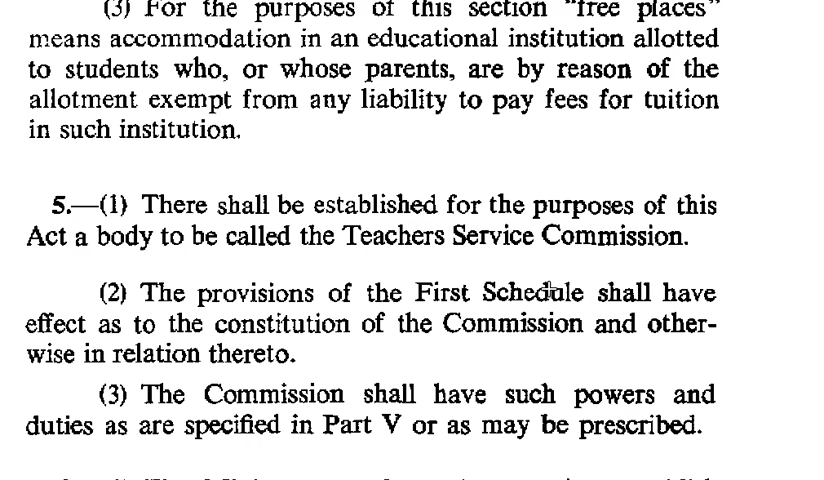 (3) For the purposes of this section "free places"
means accommodation in an educational institution allotted
to students who, or whose parents, are by reason of the
allotment exempt from any liability to pay fees for tuition
in such institution.
5.—(1) There shall be established for the purposes of this
Act a body to be called the Teachers Service Commission.
(2) The provisions of the First Schedule shall have
effect as to the constitution of the Commission and other-
wise in relation thereto.
(3) The Commission shall have such powers and
duties as are specified in Part V or as may be prescribed.